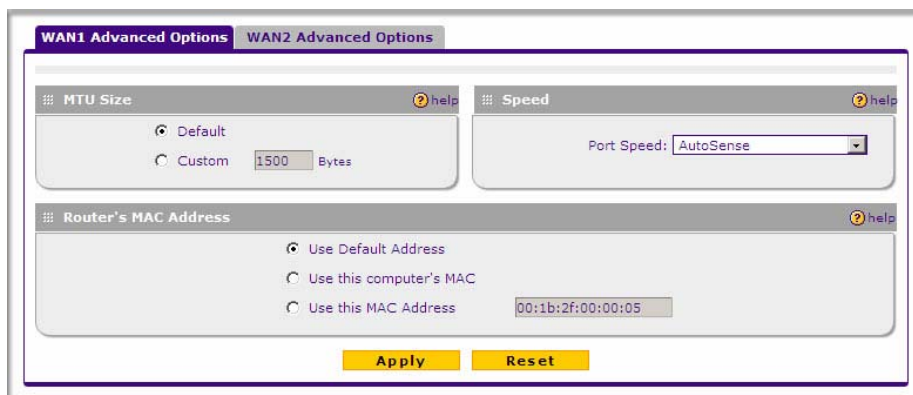 WAN1 Advanced Options
WAN2 Advanced Options
MTU Size
help
Default
Custom 1500 Bytes
Speed
help
Port Speed: AutoSense
Router's MAC Address
help
Use Default Address
Use this computer's MAC
Use this MAC Address 00:1b:2f:00:00:05
Apply
Reset